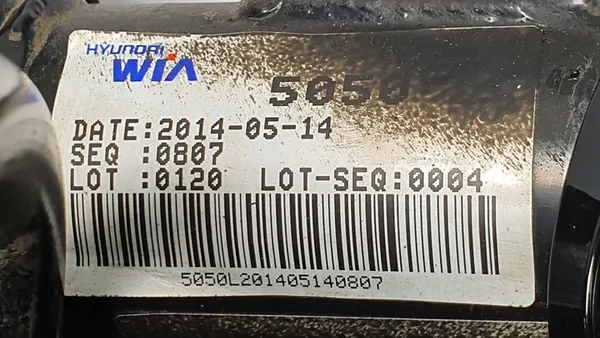 HYUNDAI
WIA
5050
DATE:2014-05-14
SEQ :0807
LOT :0120 LOT-SEQ:0004
5050L201405140807